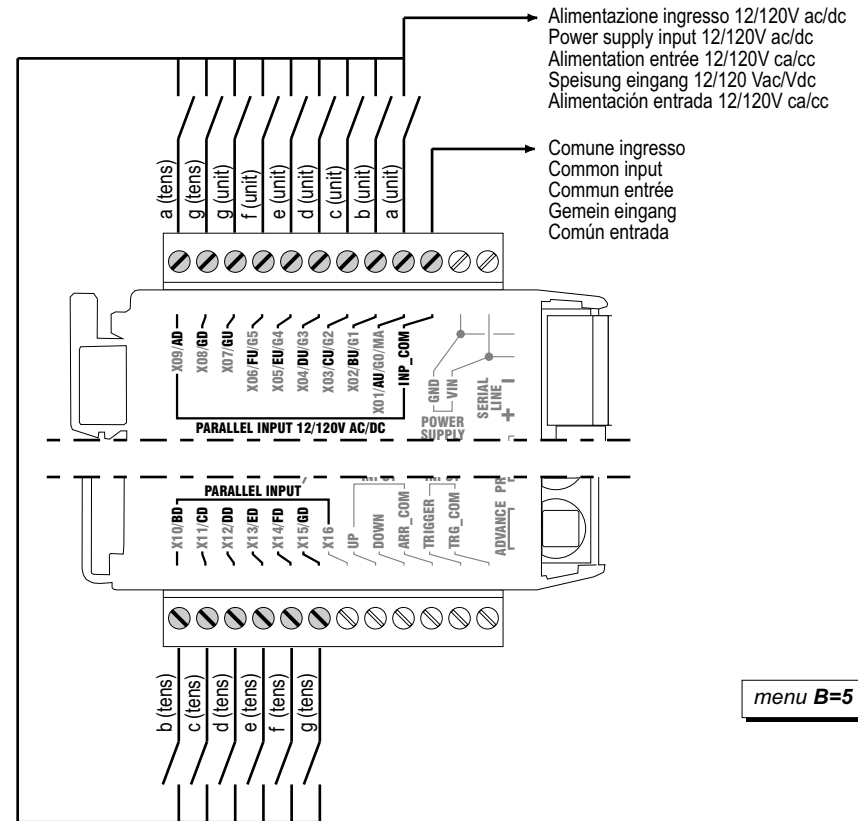 Alimentazione ingresso 12/120V ac/dc
Power supply input 12/120V ac/dc
Alimentation entrée 12/120V ca/cc
Speisung eingang 12/120 Vac/Vdc
Alimentación entrada 12/120V ca/cc
Comune ingresso
Common input
Commun entrée
Gemein eingang
Común entrada
a (tens)
g (tens)
g (unit)
f (unit)
e (unit)
d (unit)
c (unit)
b (unit)
a (unit)
X09/AD
X08/GD
X07/GU
X06/FU/G5
X05/EU/G4
X04/DU/G3
X03/CU/G2
X02/BU/G1
X01/AU/G0/MA
INP_COM
GND
VIN
SERIAL
LINE
+ –
PARALLEL INPUT 12/120V AC/DC
POWER
SUPPLY
PARALLEL INPUT
X10/BD
X11/CD
X12/DD
X13/ED
X14/FD
X15/GD
X16
UP
DOWN
ARR_COM
TRIGGER
TRG_COM
ADVANCE PR
b (tens)
c (tens)
d (tens)
e (tens)
f (tens)
g (tens)
menu B=5